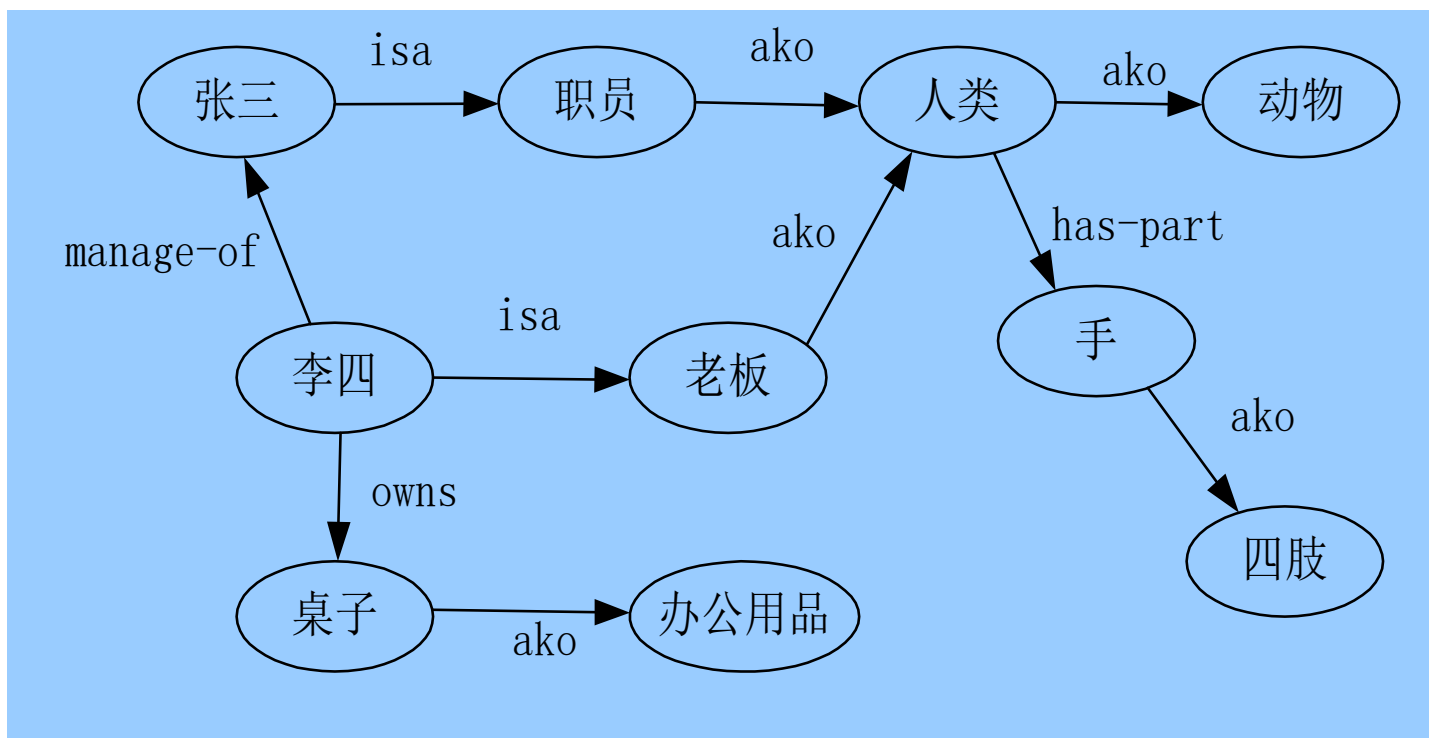 isa
ako
ako
张三
职员
人类
动物
manage-of
ako
has-part
isa
手
李四
老板
ako
owns
四肢
桌子
办公用品
ako